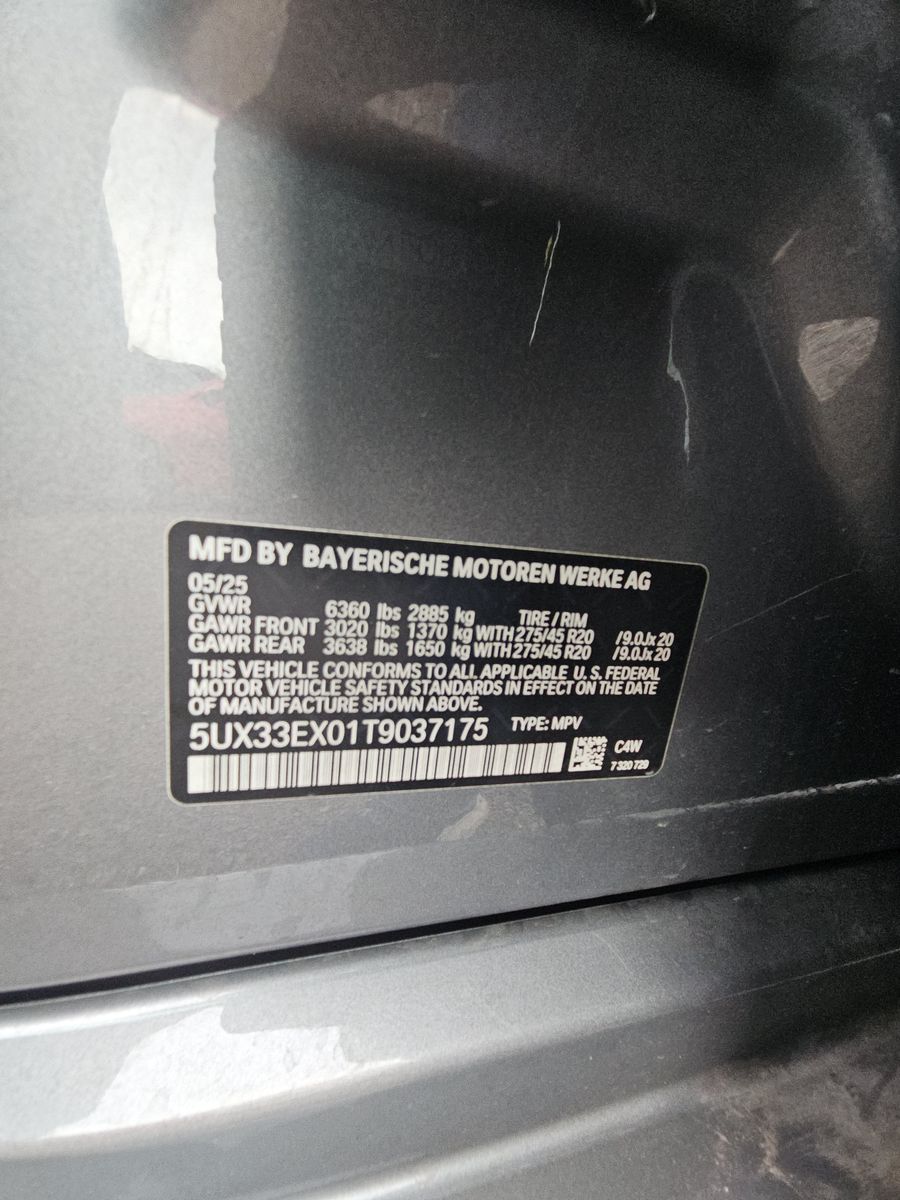 MFD BY BAYERISCHE MOTOREN WERKE AG
05/25
GVWR 6360 lbs 2885 kg TIRE / RIM
GAWR FRONT 3020 lbs 1370 kg WITH 275/45 R20 /9.0Jx20
GAWR REAR 3638 lbs 1650 kg WITH 275/45 R20 /9.0Jx20
THIS VEHICLE CONFORMS TO ALL APPLICABLE U.S. FEDERAL
MOTOR VEHICLE SAFETY STANDARDS IN EFFECT ON THE DATE
OF MANUFACTURE SHOWN ABOVE.
5UX33EX01T9037175 TYPE: MPV
C4W
7 320 729